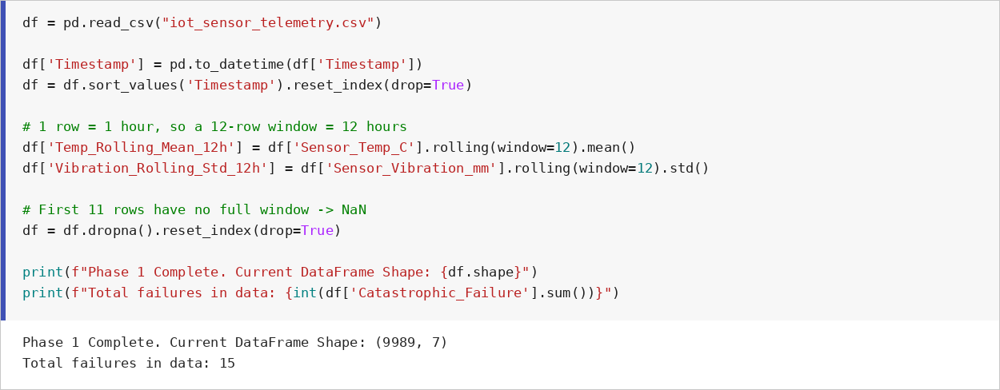 df = pd.read_csv("iot_sensor_telemetry.csv")
df['Timestamp'] = pd.to_datetime(df['Timestamp'])
df = df.sort_values('Timestamp').reset_index(drop=True)
# 1 row = 1 hour, so a 12-row window = 12 hours
df['Temp_Rolling_Mean_12h'] = df['Sensor_Temp_C'].rolling(window=12).mean()
df['Vibration_Rolling_Std_12h'] = df['Sensor_Vibration_mm'].rolling(window=12).std()
# First 11 rows have no full window -> NaN
df = df.dropna().reset_index(drop=True)
print(f"Phase 1 Complete. Current DataFrame Shape: {df.shape}")
print(f"Total failures in data: {int(df['Catastrophic_Failure'].sum())}")
Phase 1 Complete. Current DataFrame Shape: (9989, 7)
Total failures in data: 15